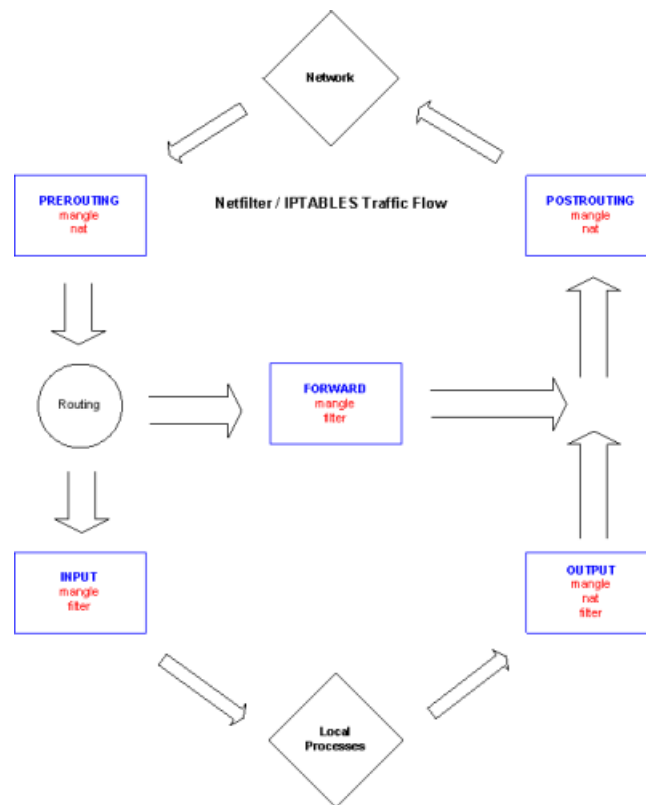 Network
PREROUTING
mangle
nat
Netfilter / IPTABLES Traffic Flow
POSTROUTING
mangle
nat
Routing
FORWARD
mangle
filter
INPUT
mangle
filter
OUTPUT
mangle
nat
filter
Local
Processes